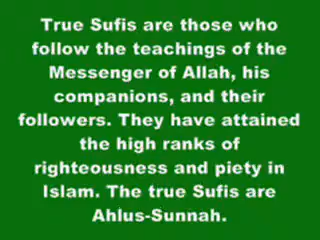 True Sufis are those who
follow the teachings of the
Messenger of Allah, his
companions, and their
followers. They have attained
the high ranks of
righteousness and piety in
Islam. The true Sufis are
Ahlus-Sunnah.